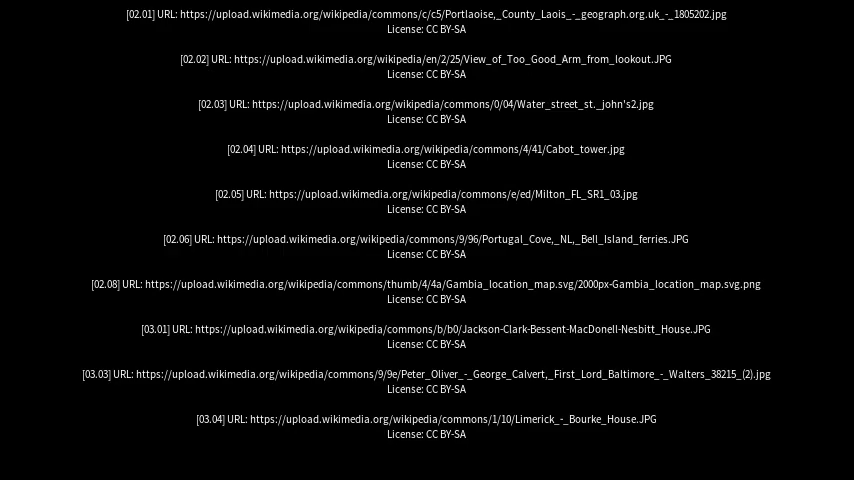 [02.01] URL: https://upload.wikimedia.org/wikipedia/commons/c/c5/Portlaoise,_County_Laois_-_geograph.org.uk_-_1805202.jpg
License: CC BY-SA
[02.02] URL: https://upload.wikimedia.org/wikipedia/en/2/25/View_of_Too_Good_Arm_from_lookout.JPG
License: CC BY-SA
[02.03] URL: https://upload.wikimedia.org/wikipedia/commons/0/04/Water_street_st._john's2.jpg
License: CC BY-SA
[02.04] URL: https://upload.wikimedia.org/wikipedia/commons/4/41/Cabot_tower.jpg
License: CC BY-SA
[02.05] URL: https://upload.wikimedia.org/wikipedia/commons/e/ed/Milton_FL_SR1_03.jpg
License: CC BY-SA
[02.06] URL: https://upload.wikimedia.org/wikipedia/commons/9/96/Portugal_Cove,_NL,_Bell_Island_ferries.JPG
License: CC BY-SA
[02.08] URL: https://upload.wikimedia.org/wikipedia/commons/thumb/4/4a/Gambia_location_map.svg/2000px-Gambia_location_map.svg.png
License: CC BY-SA
[03.01] URL: https://upload.wikimedia.org/wikipedia/commons/b/b0/Jackson-Clark-Bessent-MacDonell-Nesbitt_House.JPG
License: CC BY-SA
[03.03] URL: https://upload.wikimedia.org/wikipedia/commons/9/9e/Peter_Oliver_-_George_Calvert,_First_Lord_Baltimore_-_Walters_38215_(2).jpg
License: CC BY-SA
[03.04] URL: https://upload.wikimedia.org/wikipedia/commons/1/10/Limerick_-_Bourke_House.JPG
License: CC BY-SA